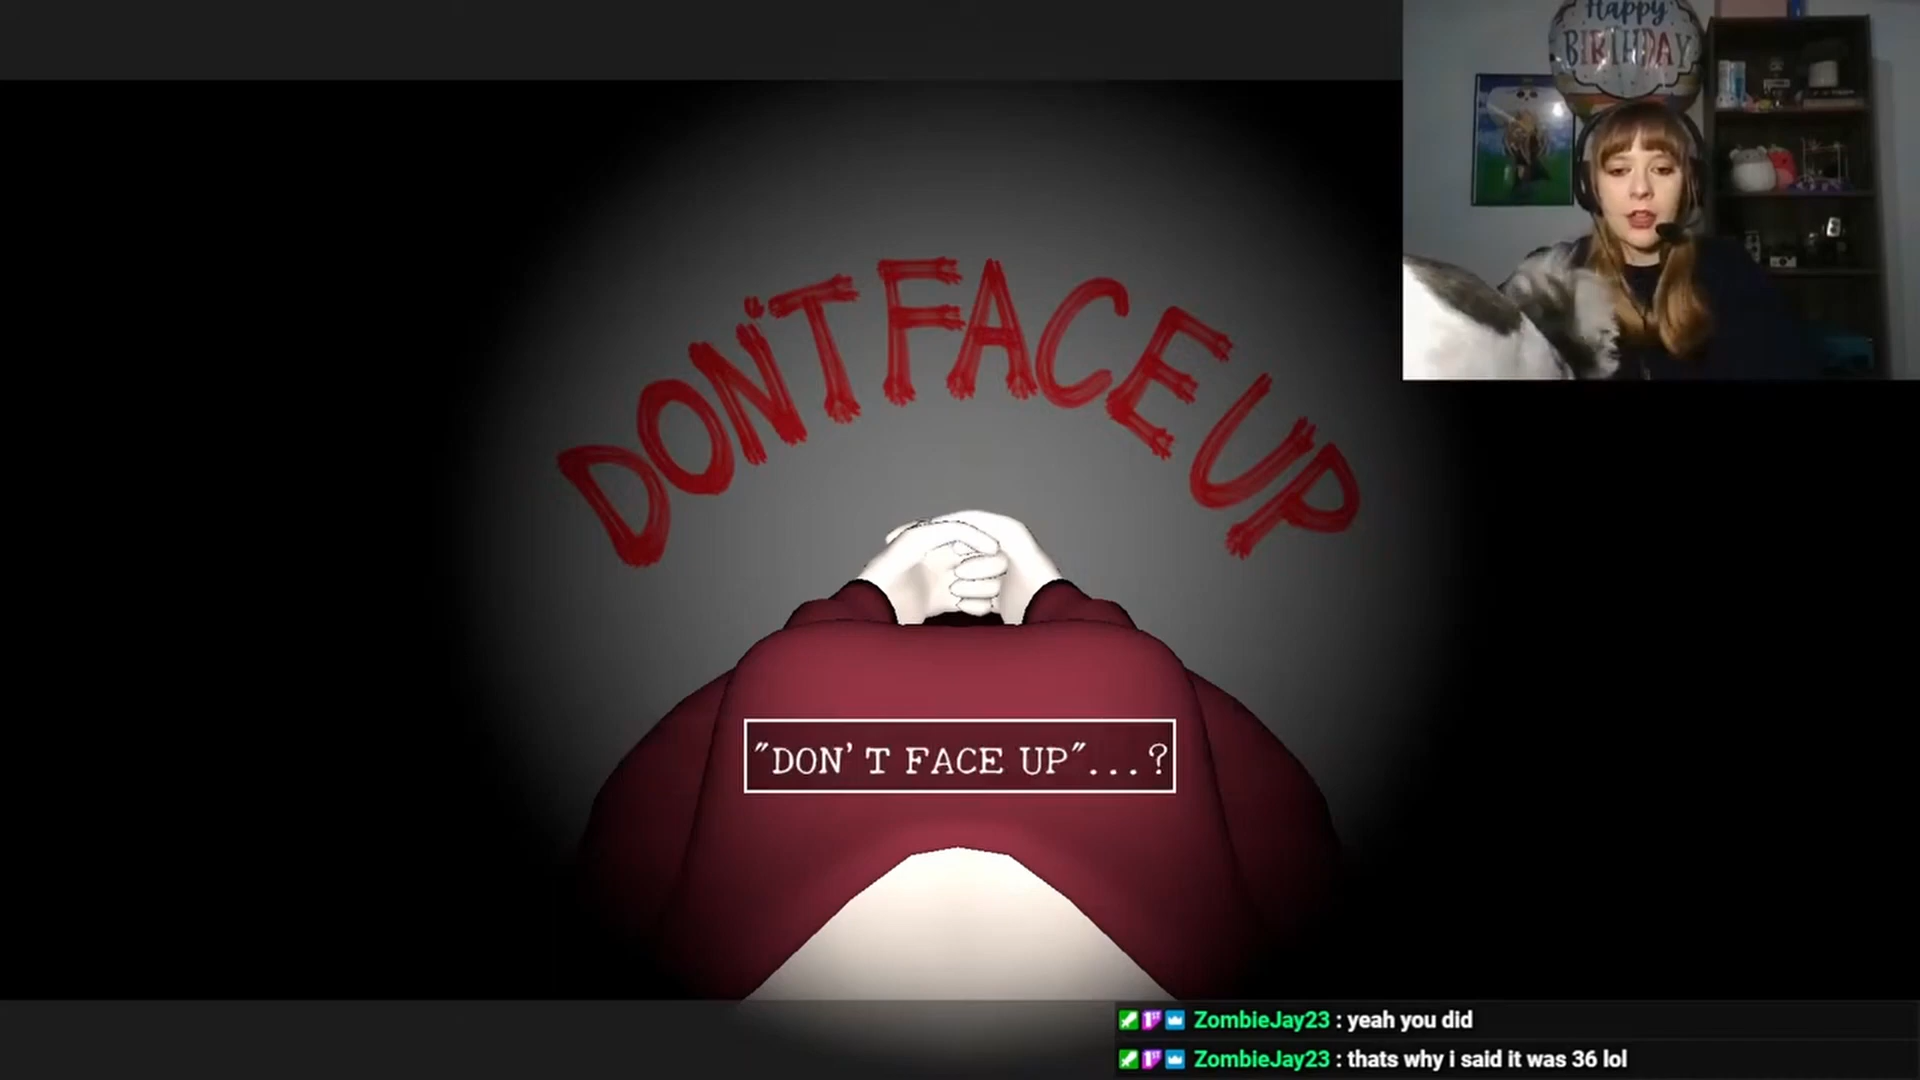 Happy
BIRTHDAY
DON'T FACE UP
"DON'T FACE UP"...?
ZombieJay23 : yeah you did
ZombieJay23 : thats why i said it was 36 lol